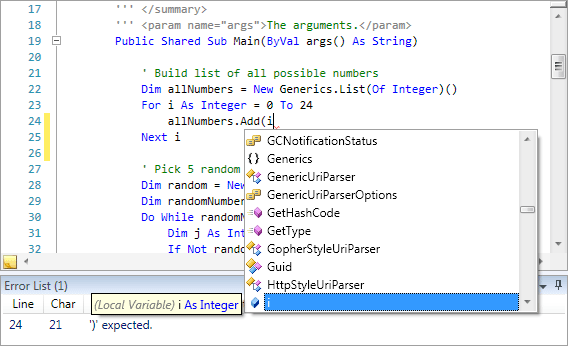 17 ''' </summary>
18 ''' <param name="args">The arguments.</param>
19 Public Shared Sub Main(ByVal args() As String)
20
21 ' Build list of all possible numbers
22 Dim allNumbers = New Generics.List(Of Integer)()
23 For i As Integer = 0 To 24
24 allNumbers.Add(i
25 Next i
26
27 ' Pick 5 random
28 Dim random = New
29 Dim randomNumber
30 Do While randomN
31 Dim j As Int
32 If Not rando
GCNotificationStatus
{} Generics
GenericUriParser
GenericUriParserOptions
GetHashCode
GetType
GopherStyleUriParser
Guid
HttpStyleUriParser
i
Error List (1)
Line Char
(Local Variable) i As Integer
24 21 ')' expected.